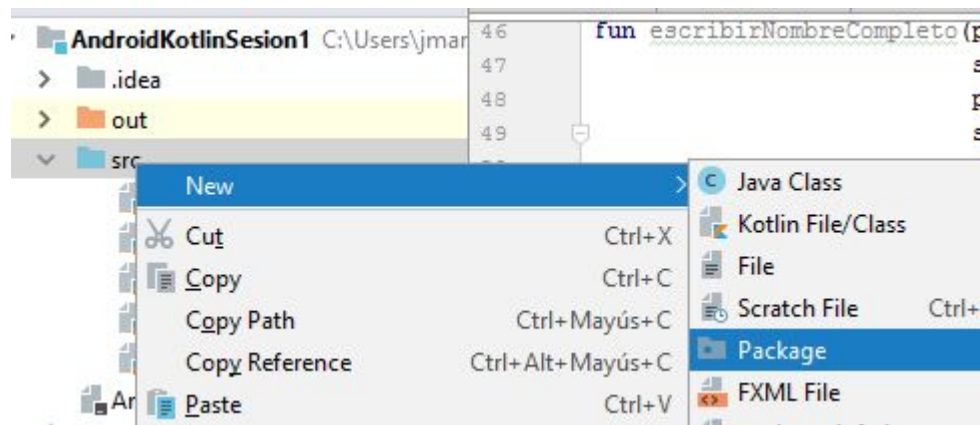 AndroidKotlinSesion1 C:\Users\jmar
.idea
out
src
46 fun escribirNombreCompleto(p
47 s
48 p
49 s
New
Cut Ctrl+X
Copy Ctrl+C
Copy Path Ctrl+Mayús+C
Copy Reference Ctrl+Alt+Mayús+C
Paste Ctrl+V
Ar
Java Class
Kotlin File/Class
File
Scratch File Ctrl+
Package
FXML File